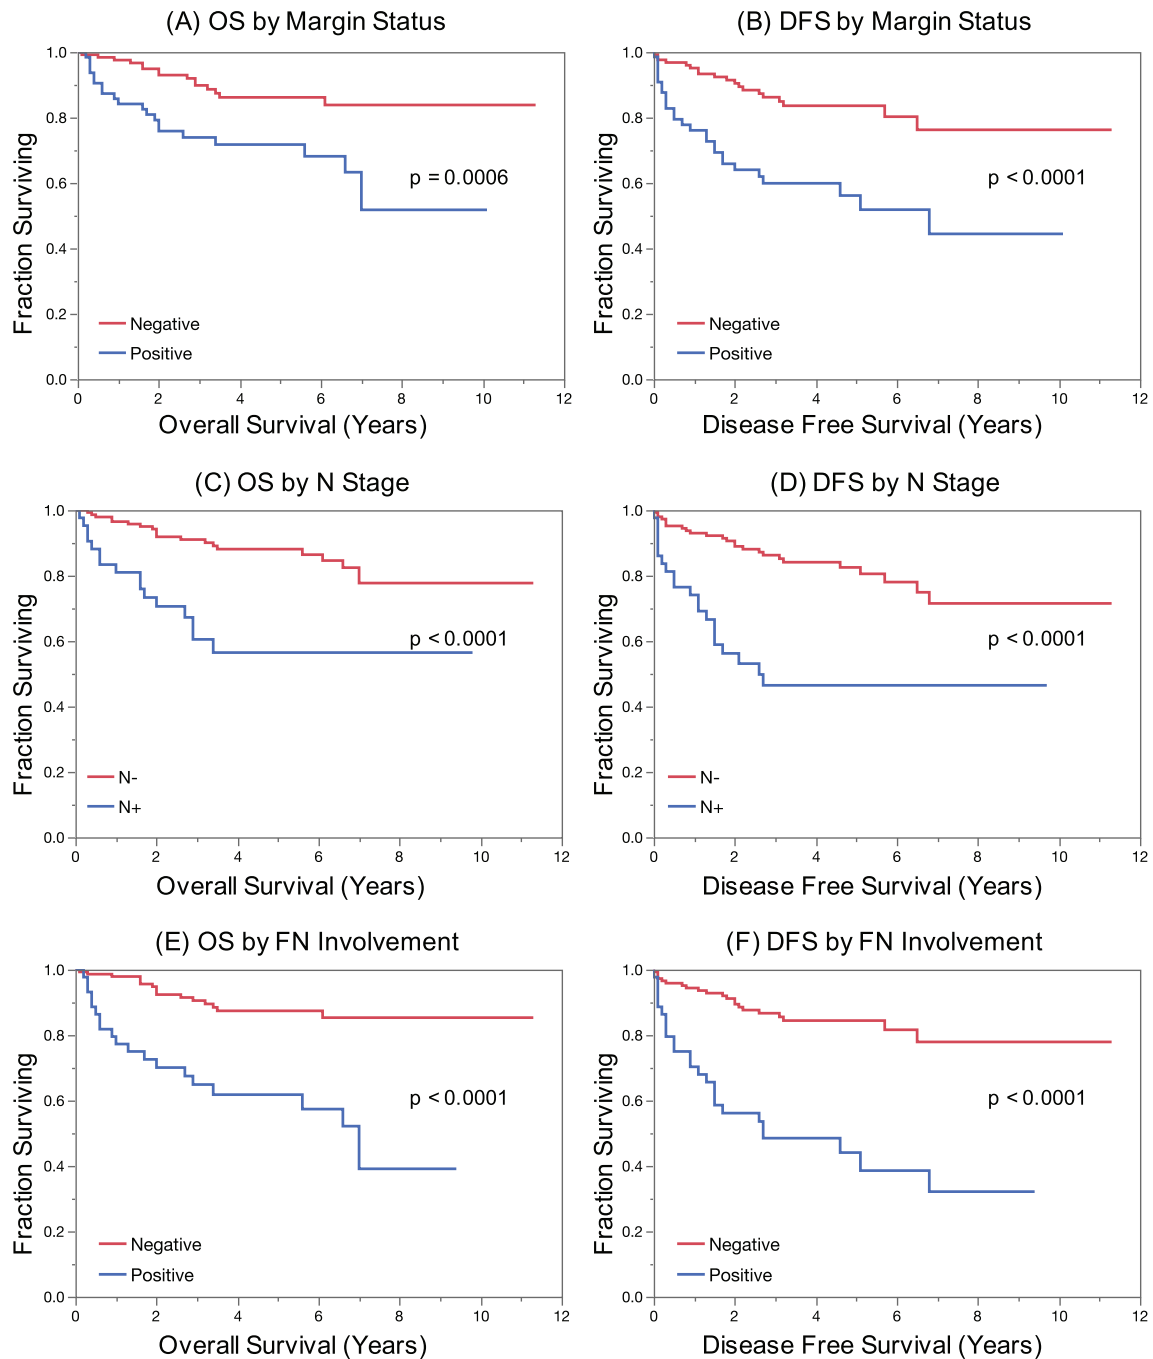 (A) OS by Margin Status
1.0
0.8
0.6
0.4
0.2
0.0
Fraction Surviving
p = 0.0006
Negative
Positive
0 2 4 6 8 10 12
Overall Survival (Years)
(B) DFS by Margin Status
1.0
0.8
0.6
0.4
0.2
0.0
Fraction Surviving
p < 0.0001
Negative
Positive
0 2 4 6 8 10 12
Disease Free Survival (Years)
(C) OS by N Stage
1.0
0.8
0.6
0.4
0.2
0.0
Fraction Surviving
p < 0.0001
N-
N+
0 2 4 6 8 10 12
Overall Survival (Years)
(D) DFS by N Stage
1.0
0.8
0.6
0.4
0.2
0.0
Fraction Surviving
p < 0.0001
N-
N+
0 2 4 6 8 10 12
Disease Free Survival (Years)
(E) OS by FN Involvement
1.0
0.8
0.6
0.4
0.2
0.0
Fraction Surviving
p < 0.0001
Negative
Positive
0 2 4 6 8 10 12
Overall Survival (Years)
(F) DFS by FN Involvement
1.0
0.8
0.6
0.4
0.2
0.0
Fraction Surviving
p < 0.0001
Negative
Positive
0 2 4 6 8 10 12
Disease Free Survival (Years)